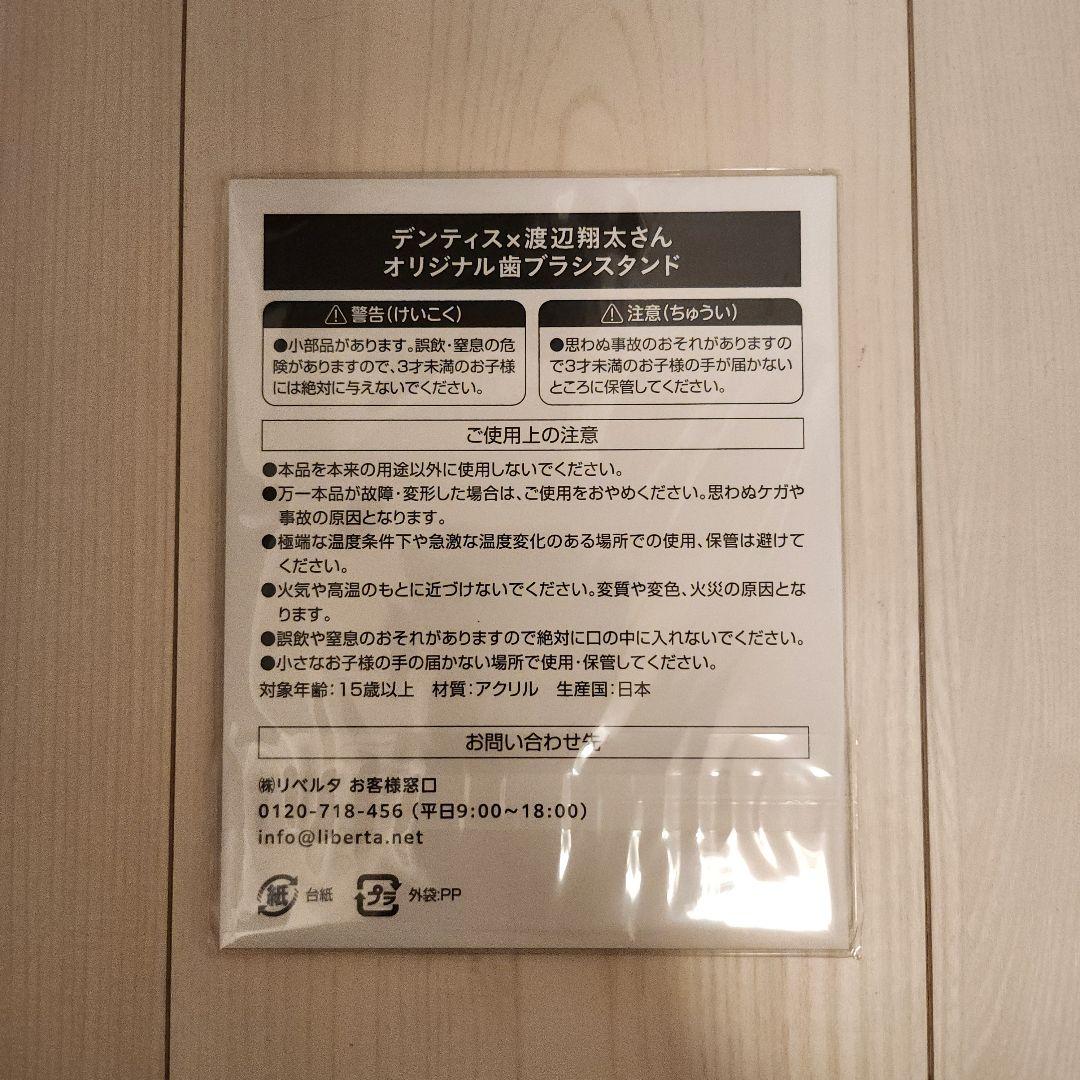 デンティス×渡辺翔太さん
オリジナル歯ブラシスタンド
警告(けいこく)
●小部品があります。誤飲・窒息の危
険がありますので、3才未満のお子様
には絶対に与えないでください。
注意(ちゅうい)
●思わぬ事故のおそれがありますの
で3才未満のお子様の手が届かない
ところに保管してください。
ご使用上の注意
●本品を本来の用途以外に使用しないでください。
●万一本品が故障・変形した場合は、ご使用をおやめください。思わぬケガや
事故の原因となります。
●極端な温度条件下や急激な温度変化のある場所での使用、保管は避けて
ください。
●火気や高温のもとに近づけないでください。変質や変色、火災の原因とな
ります。
●誤飲や窒息のおそれがありますので絶対に口の中に入れないでください。
●小さなお子様の手の届かない場所で使用・保管してください。
対象年齢:15歳以上 材質:アクリル 生産国:日本
お問い合わせ先
㈱リベルタ お客様窓口
0120-718-456(平日9:00〜18:00)
info@liberta.net
紙 台紙 プラ 外袋:PP